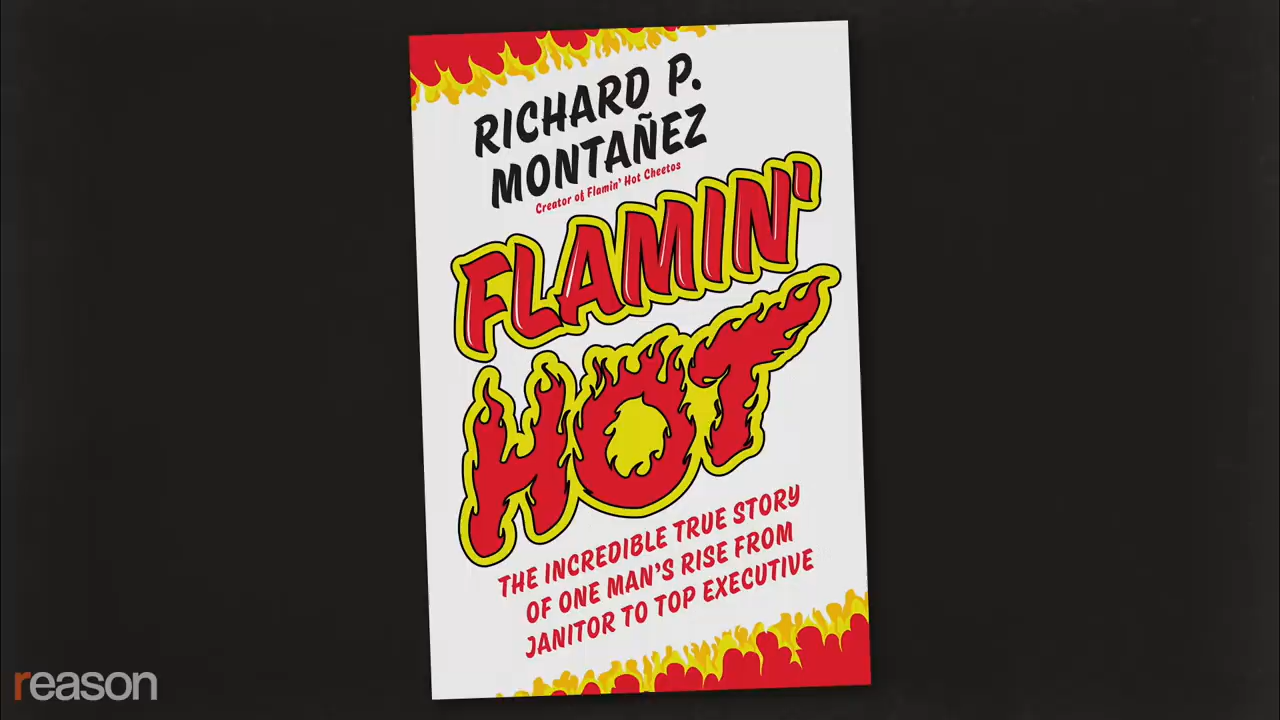 RICHARD P.
MONTAÑEZ
Creator of Flamin' Hot Cheetos
FLAMIN'
HOT
THE INCREDIBLE TRUE STORY
OF ONE MAN'S RISE FROM
JANITOR TO TOP EXECUTIVE
reason